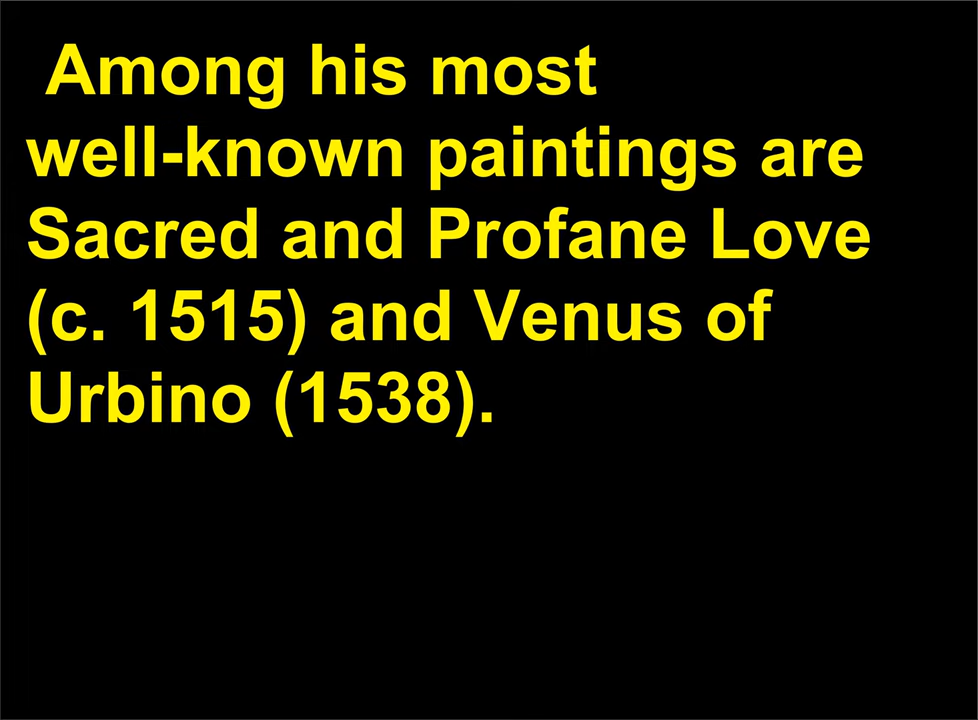 Among his most
well-known paintings are
Sacred and Profane Love
(c. 1515) and Venus of
Urbino (1538).